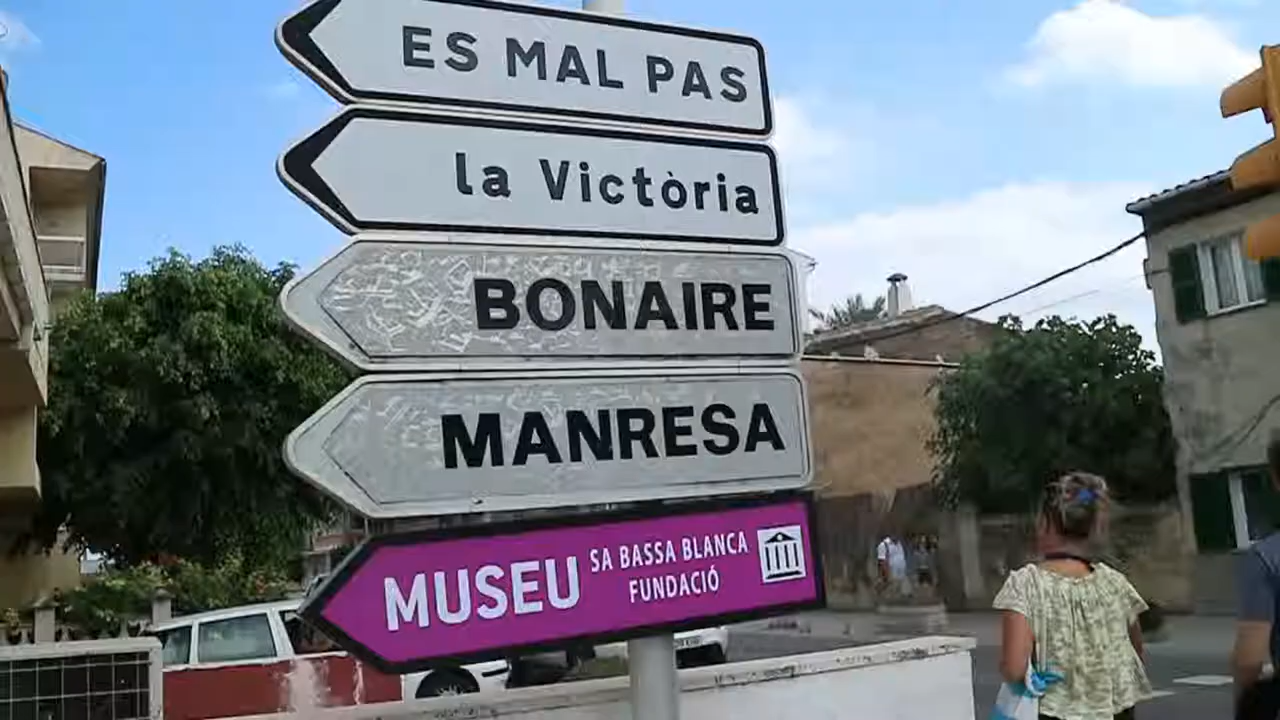 ES MAL PAS
la Victòria
BONAIRE
MANRESA
MUSEU SA BASSA BLANCA
FUNDACIÓ